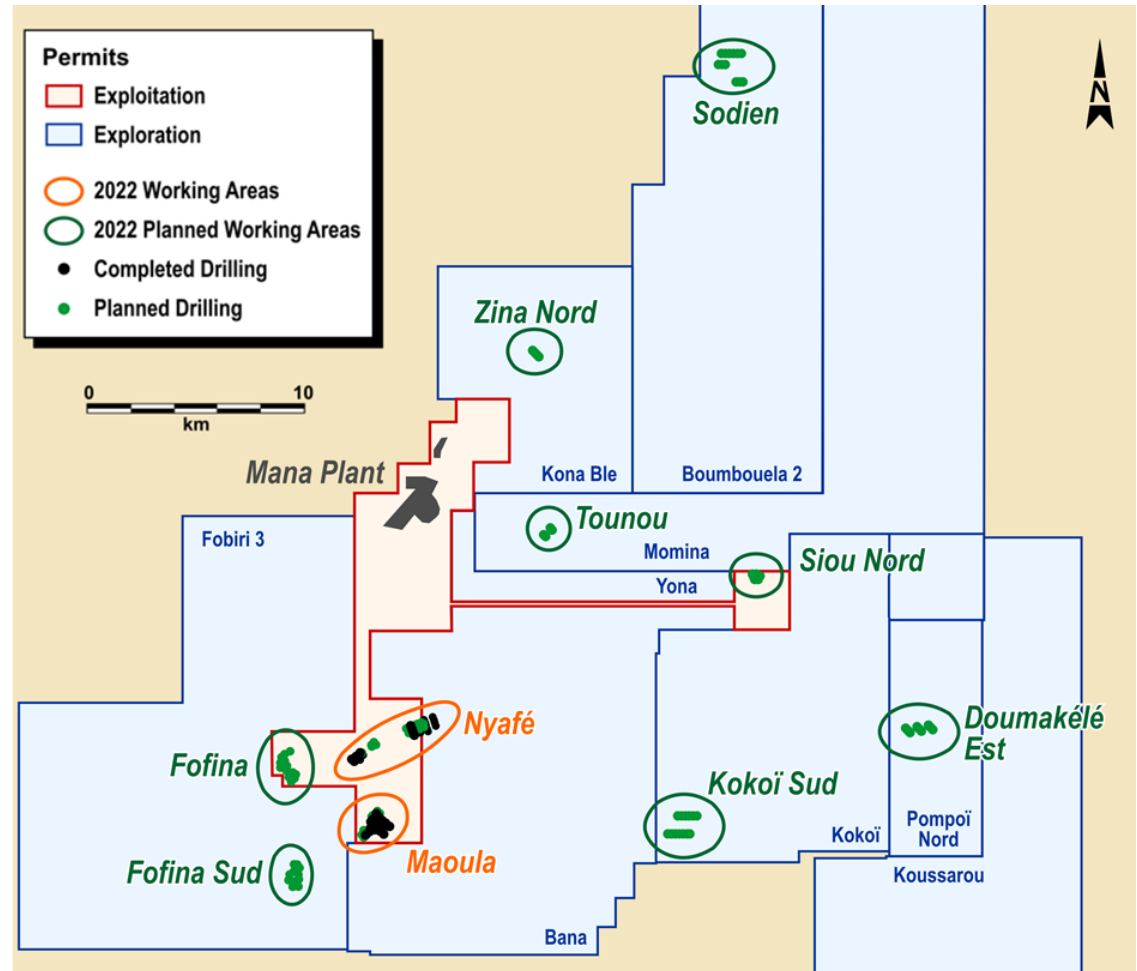 Permits
Exploitation
Exploration
2022 Working Areas
2022 Planned Working Areas
Completed Drilling
Planned Drilling
0 10
km
N
Sodien
Zina Nord
Mana Plant
Kona Ble
Boumbouela 2
Fobiri 3
Tounou
Momina
Siou Nord
Yona
Nyafé
Doumakélé
Est
Fofina
Kokoï Sud
Kokoï
Pompoï
Nord
Maoula
Fofina Sud
Koussarou
Bana